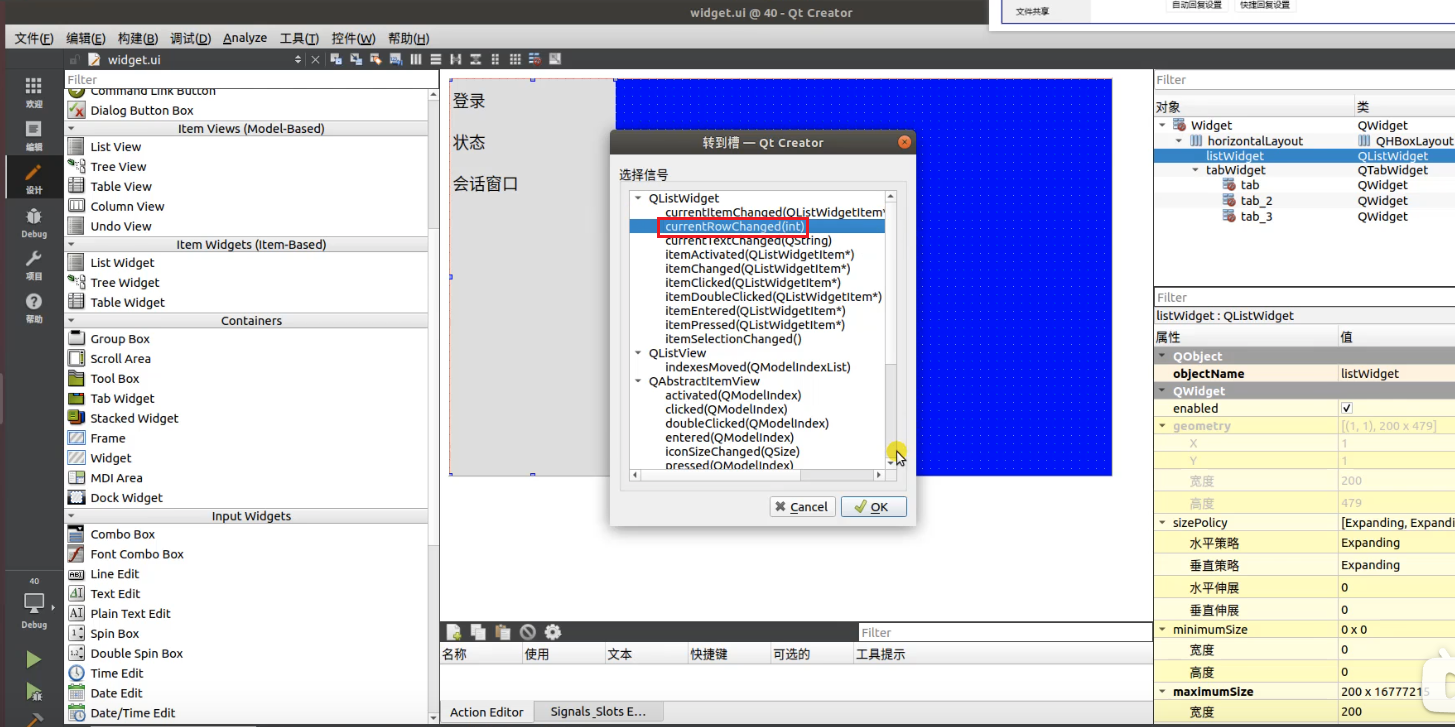 widget.ui @ 40 - Qt Creator
文件共享
自动回复设置
快捷回复设置
文件(F) 编辑(E) 构建(B) 调试(D) Analyze 工具(T) 控件(W) 帮助(H)
widget.ui
欢迎
编辑
设计
Debug
项目
帮助
40
Debug
Filter
Command Link Button
Dialog Button Box
Item Views (Model-Based)
List View
Tree View
Table View
Column View
Undo View
Item Widgets (Item-Based)
List Widget
Tree Widget
Table Widget
Containers
Group Box
Scroll Area
Tool Box
Tab Widget
Stacked Widget
Frame
Widget
MDI Area
Dock Widget
Input Widgets
Combo Box
Font Combo Box
Line Edit
Text Edit
Plain Text Edit
Spin Box
Double Spin Box
Time Edit
Date Edit
Date/Time Edit
登录
状态
会话窗口
转到槽 — Qt Creator
选择信号
QListWidget
currentItemChanged(QListWidgetItem*
currentRowChanged(int)
currentTextChanged(QString)
itemActivated(QListWidgetItem*)
itemChanged(QListWidgetItem*)
itemClicked(QListWidgetItem*)
itemDoubleClicked(QListWidgetItem*)
itemEntered(QListWidgetItem*)
itemPressed(QListWidgetItem*)
itemSelectionChanged()
QListView
indexesMoved(QModelIndexList)
QAbstractItemView
activated(QModelIndex)
clicked(QModelIndex)
doubleClicked(QModelIndex)
entered(QModelIndex)
iconSizeChanged(QSize)
pressed(QModelIndex)
Cancel OK
Filter
名称 使用 文本 快捷键 可选的 工具提示
Action Editor Signals_Slots E...
Filter
对象 类
Widget QWidget
horizontalLayout QHBoxLayout
listWidget QListWidget
tabWidget QTabWidget
tab QWidget
tab_2 QWidget
tab_3 QWidget
Filter
listWidget : QListWidget
属性 值
QObject
objectName listWidget
QWidget
enabled
geometry [(1, 1), 200 x 479]
X 1
Y 1
宽度 200
高度 479
sizePolicy [Expanding, Expandi
水平策略 Expanding
垂直策略 Expanding
水平伸展 0
垂直伸展 0
minimumSize 0 x 0
宽度 0
高度 0
maximumSize 200 x 16777215
宽度 200